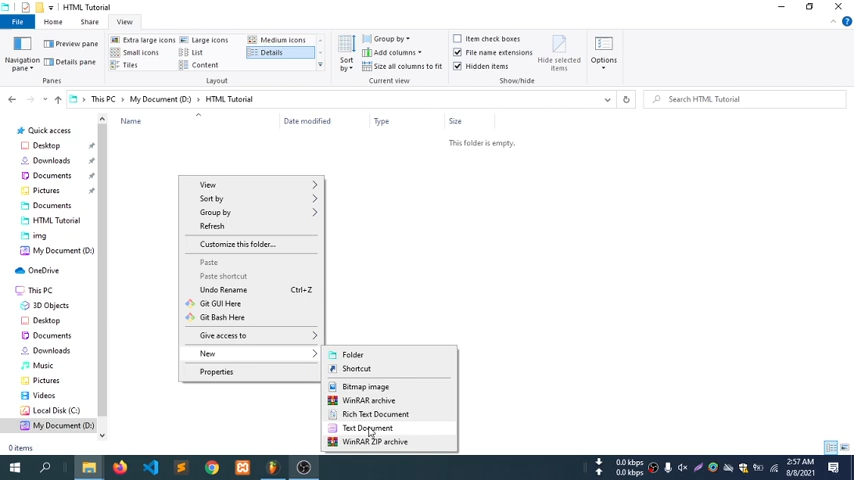 HTML Tutorial
File
Home
Share
View
Navigation pane
Preview pane
Details pane
Panes
Extra large icons
Large icons
Medium icons
Small icons
List
Details
Tiles
Content
Layout
Sort by
Group by
Add columns
Size all columns to fit
Current view
Item check boxes
File name extensions
Hidden items
Hide selected items
Show/hide
Options
This PC
My Document (D:)
HTML Tutorial
Search HTML Tutorial
Name
Date modified
Type
Size
This folder is empty.
Quick access
Desktop
Downloads
Documents
Pictures
Documents
HTML Tutorial
img
My Document (D:)
OneDrive
This PC
3D Objects
Desktop
Documents
Downloads
Music
Pictures
Videos
Local Disk (C:)
My Document (D:)
View
Sort by
Group by
Refresh
Customize this folder...
Paste
Paste shortcut
Undo Rename Ctrl+Z
Git GUI Here
Git Bash Here
Give access to
New
Properties
Folder
Shortcut
Bitmap image
WinRAR archive
Rich Text Document
Text Document
WinRAR ZIP archive
0 items
0.0 kbps
0.0 kbps
2:57 AM
8/8/2021